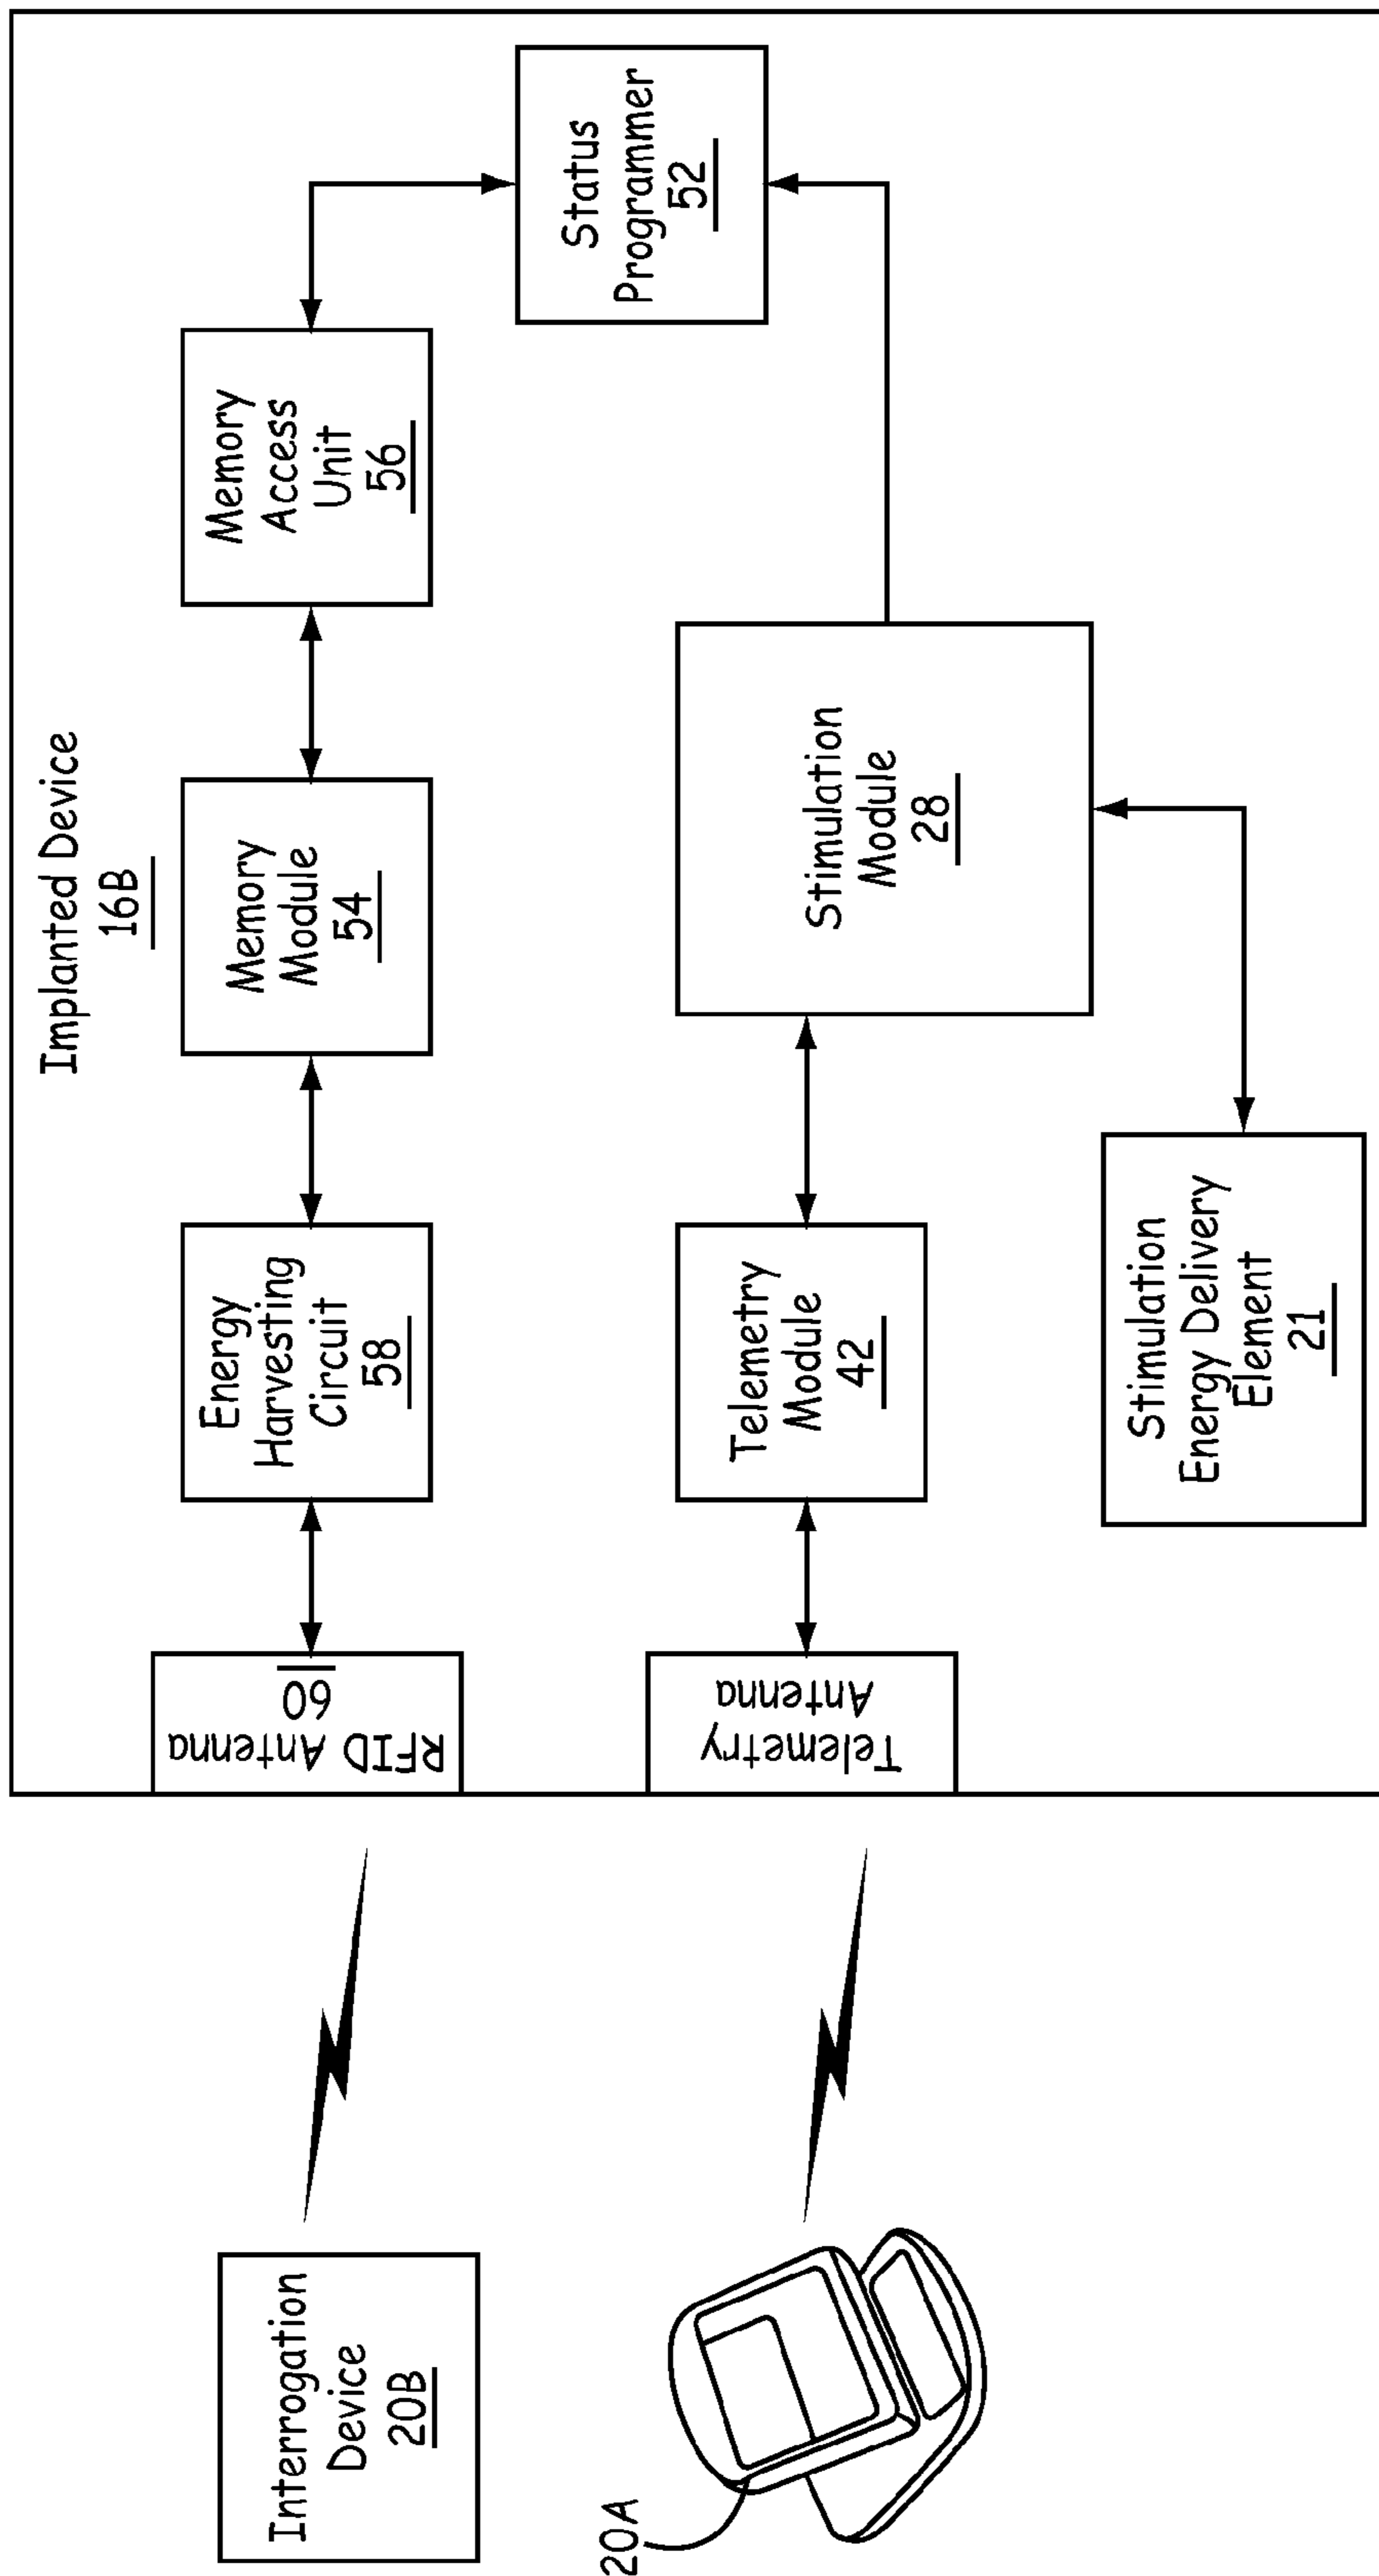 Implanted Device
16B
Interrogation
Device
20B
RFID Antenna
60
Energy
Harvesting
Circuit
58
Memory
Module
54
Memory
Access
Unit
56
Status
Programmer
52
20A
Telemetry
Antenna
Telemetry
Module
42
Stimulation
Module
28
Stimulation
Energy Delivery
Element
21